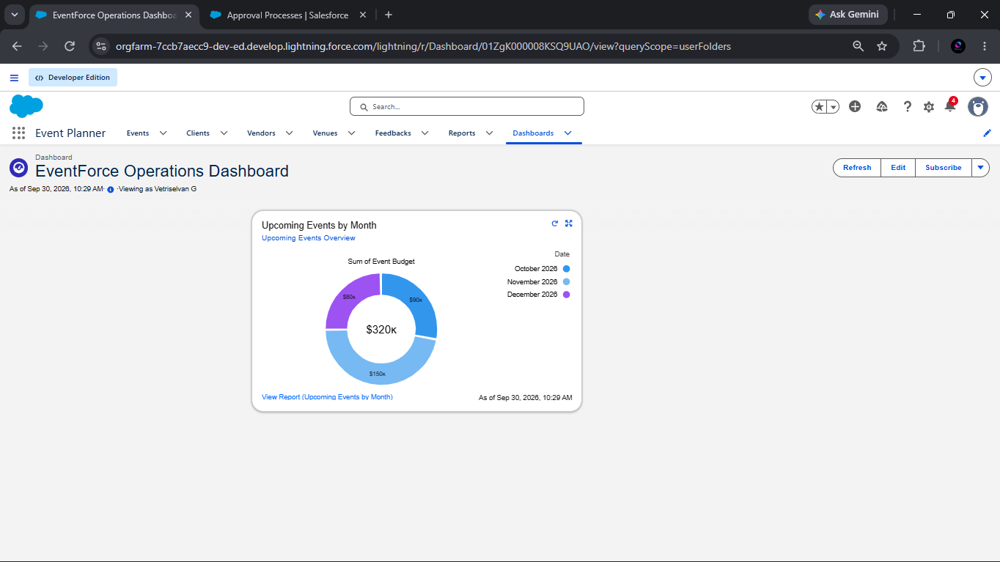 EventForce Operations Dashboa
Approval Processes | Salesforce
Ask Gemini
orgfarm-7ccb7aecc9-dev-ed.develop.lightning.force.com/lightning/r/Dashboard/01ZgK000008KSQ9UAO/view?queryScope=userFolders
Developer Edition
Search...
4
Event Planner
Events
Clients
Vendors
Venues
Feedbacks
Reports
Dashboards
Dashboard
EventForce Operations Dashboard
Refresh
Edit
Subscribe
As of Sep 30, 2026, 10:29 AM· ·Viewing as Vetriselvan G
Upcoming Events by Month
Upcoming Events Overview
Sum of Event Budget
Date
October 2026
November 2026
December 2026
$80K
$90K
$320K
$150K
View Report (Upcoming Events by Month)
As of Sep 30, 2026, 10:29 AM